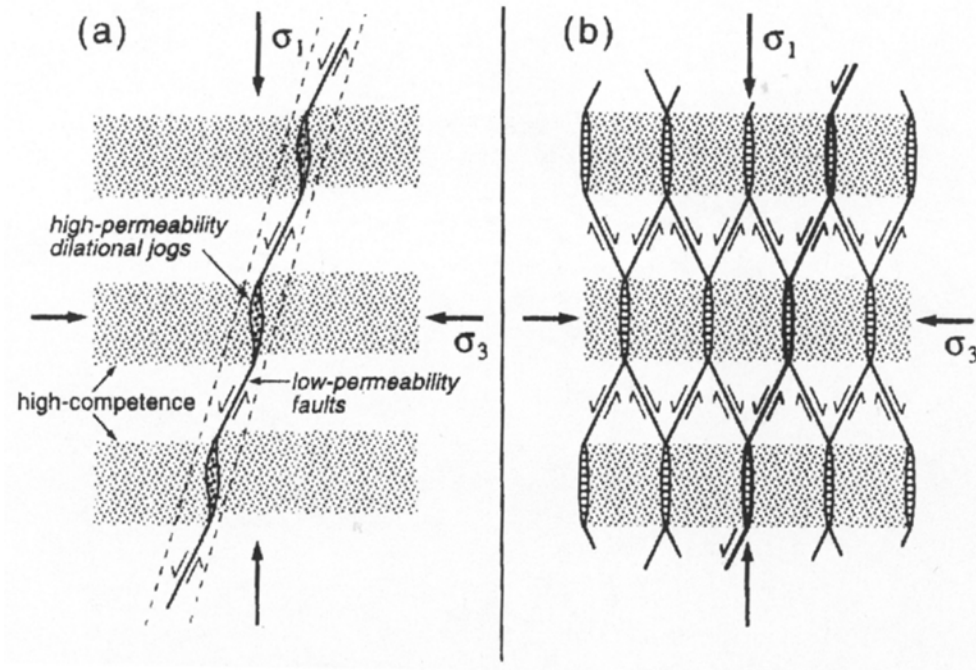 (a)
σ1
high-permeability
dilational jogs
σ3
high-competence
low-permeability
faults
(b)
σ1
σ3